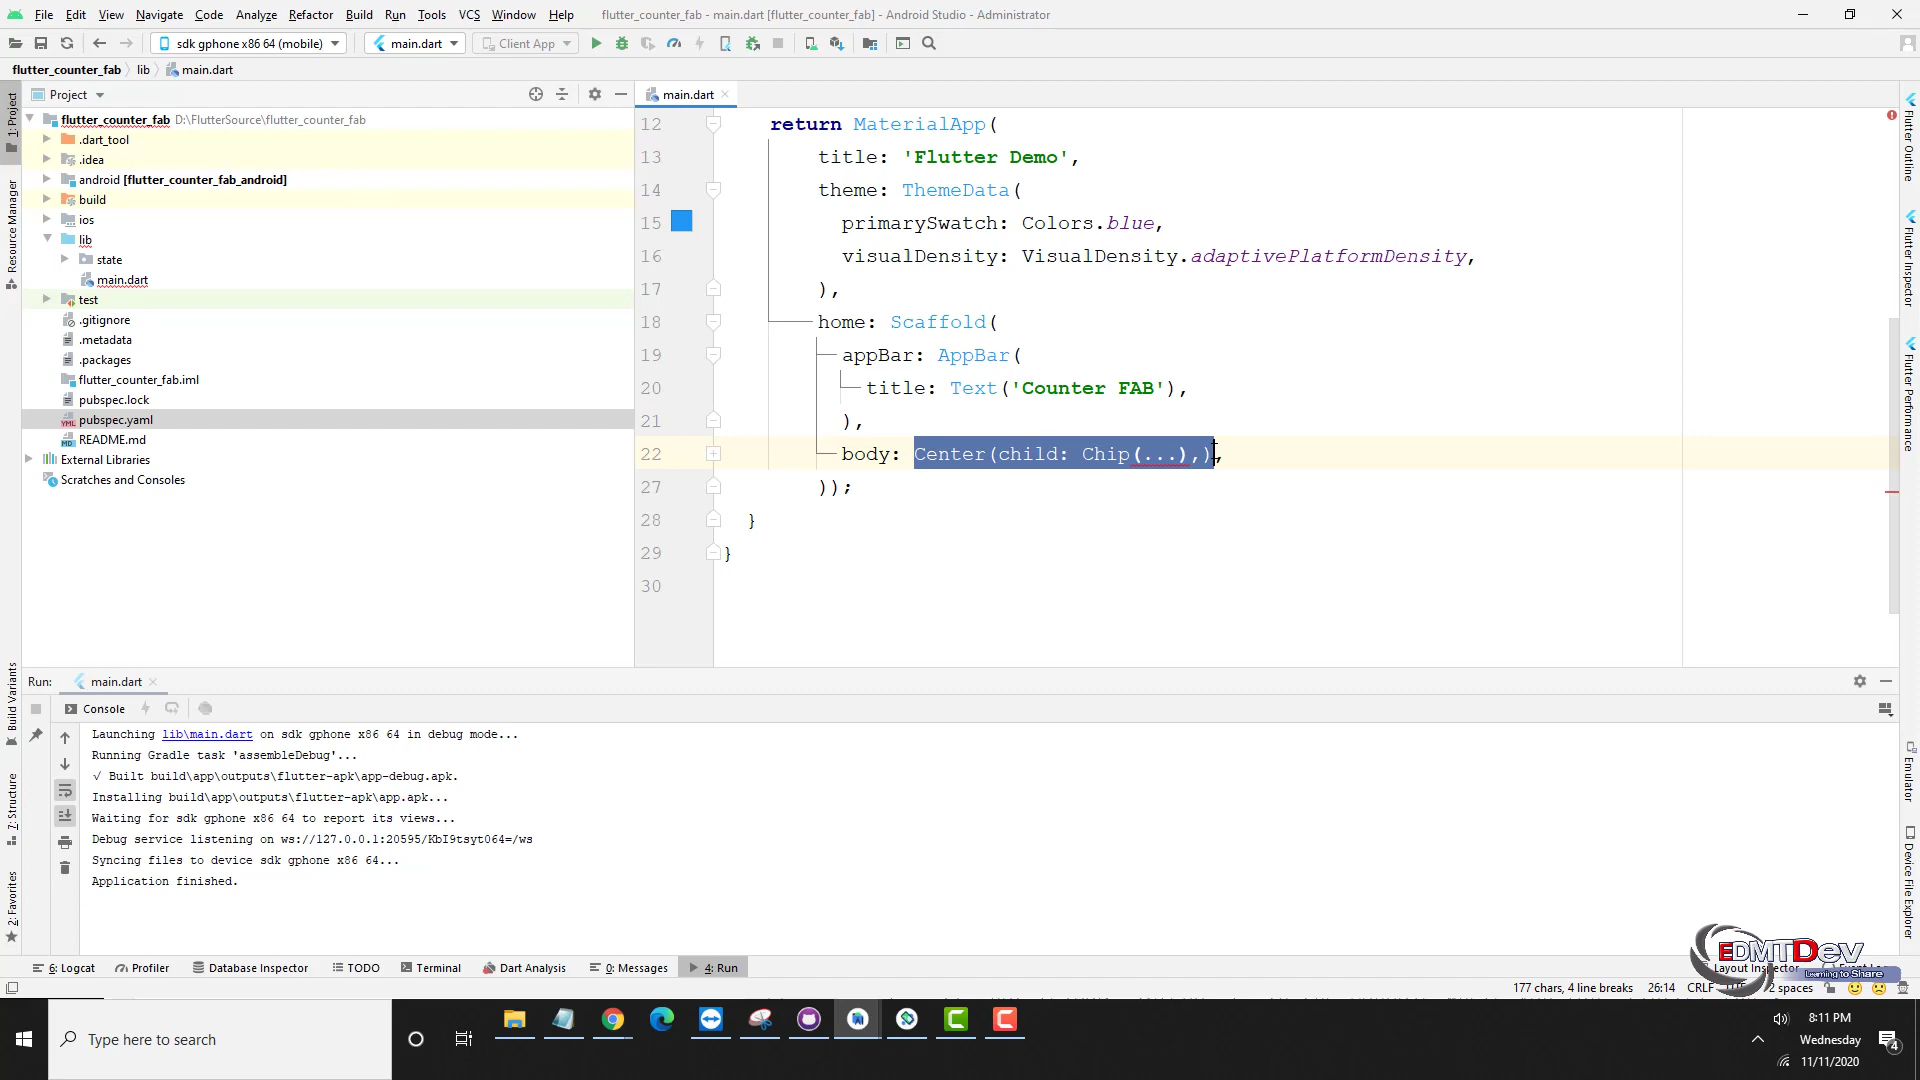 File Edit View Navigate Code Analyze Refactor Build Run Tools VCS Window Help flutter_counter_fab - main.dart [flutter_counter_fab] - Android Studio - Administrator
sdk gphone x86 64 (mobile) main.dart Client App
flutter_counter_fab lib main.dart
Project main.dart
flutter_counter_fab D:\FlutterSource\flutter_counter_fab
.dart_tool
.idea
android [flutter_counter_fab_android]
build
ios
lib
state
main.dart
test
.gitignore
.metadata
.packages
flutter_counter_fab.iml
pubspec.lock
pubspec.yaml
README.md
External Libraries
Scratches and Consoles
12 return MaterialApp(
13 title: 'Flutter Demo',
14 theme: ThemeData(
15 primarySwatch: Colors.blue,
16 visualDensity: VisualDensity.adaptivePlatformDensity,
17 ),
18 home: Scaffold(
19 appBar: AppBar(
20 title: Text('Counter FAB'),
21 ),
22 body: Center(child: Chip(...),),
27 ));
28 }
29 }
30
1: Project
Resource Manager
Build Variants
7: Structure
2: Favorites
Flutter Outline
Flutter Inspector
Flutter Performance
Emulator
Device File Explorer
Run: main.dart
Console
Launching lib\main.dart on sdk gphone x86 64 in debug mode...
Running Gradle task 'assembleDebug'...
√ Built build\app\outputs\flutter-apk\app-debug.apk.
Installing build\app\outputs\flutter-apk\app.apk...
Waiting for sdk gphone x86 64 to report its views...
Debug service listening on ws://127.0.0.1:20595/KbI9tsyt064=/ws
Syncing files to device sdk gphone x86 64...
Application finished.
EDMTDev
Learning to Share
6: Logcat Profiler Database Inspector TODO Terminal Dart Analysis 0: Messages 4: Run Layout Inspector
177 chars, 4 line breaks 26:14 CRLF 2 spaces
Type here to search
8:11 PM
Wednesday
11/11/2020
4